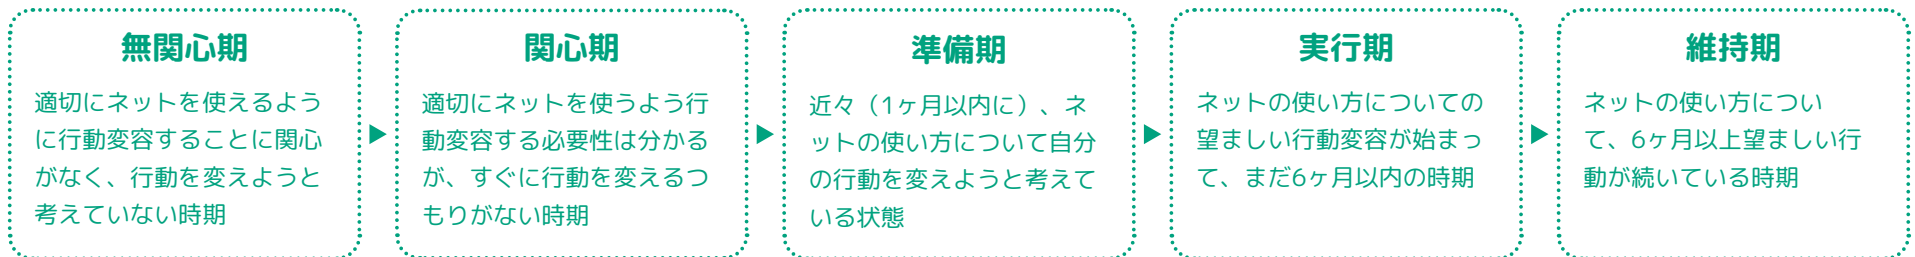 無関心期
適切にネットを使えるよう
に行動変容することに関心
がなく、行動を変えようと
考えていない時期
関心期
適切にネットを使うよう行
動変容する必要性は分かる
が、すぐに行動を変えるつ
もりがない時期
準備期
近々（1ヶ月以内に）、ネ
ットの使い方について自分
の行動を変えようと考えて
いる状態
実行期
ネットの使い方についての
望ましい行動変容が始まっ
て、まだ6ヶ月以内の時期
維持期
ネットの使い方につい
て、6ヶ月以上望ましい行
動が続いている時期